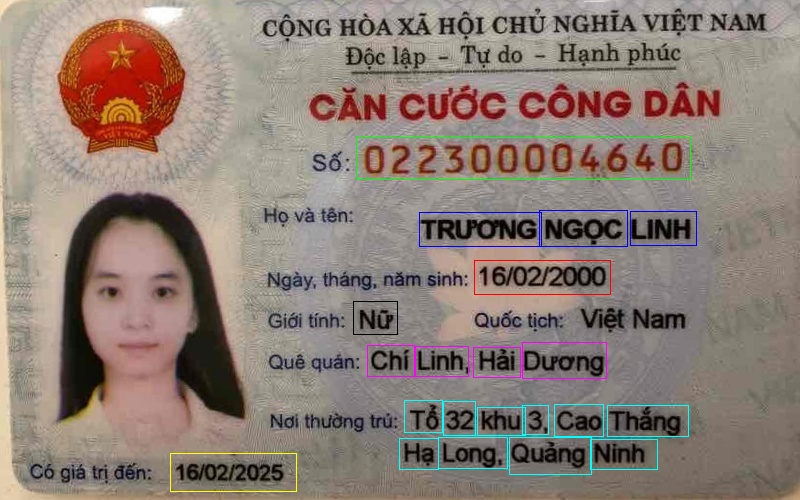 CỘNG HÒA XÃ HỘI CHỦ NGHĨA VIỆT NAM
Độc lập - Tự do - Hạnh phúc
CĂN CƯỚC CÔNG DÂN
Số: 022300004640
Họ và tên: TRƯƠNG NGỌC LINH
Ngày, tháng, năm sinh: 16/02/2000
Giới tính: Nữ Quốc tịch: Việt Nam
Quê quán: Chí Linh, Hải Dương
Nơi thường trú: Tổ 32 khu 3, Cao Thắng
Hạ Long, Quảng Ninh
Có giá trị đến: 16/02/2025